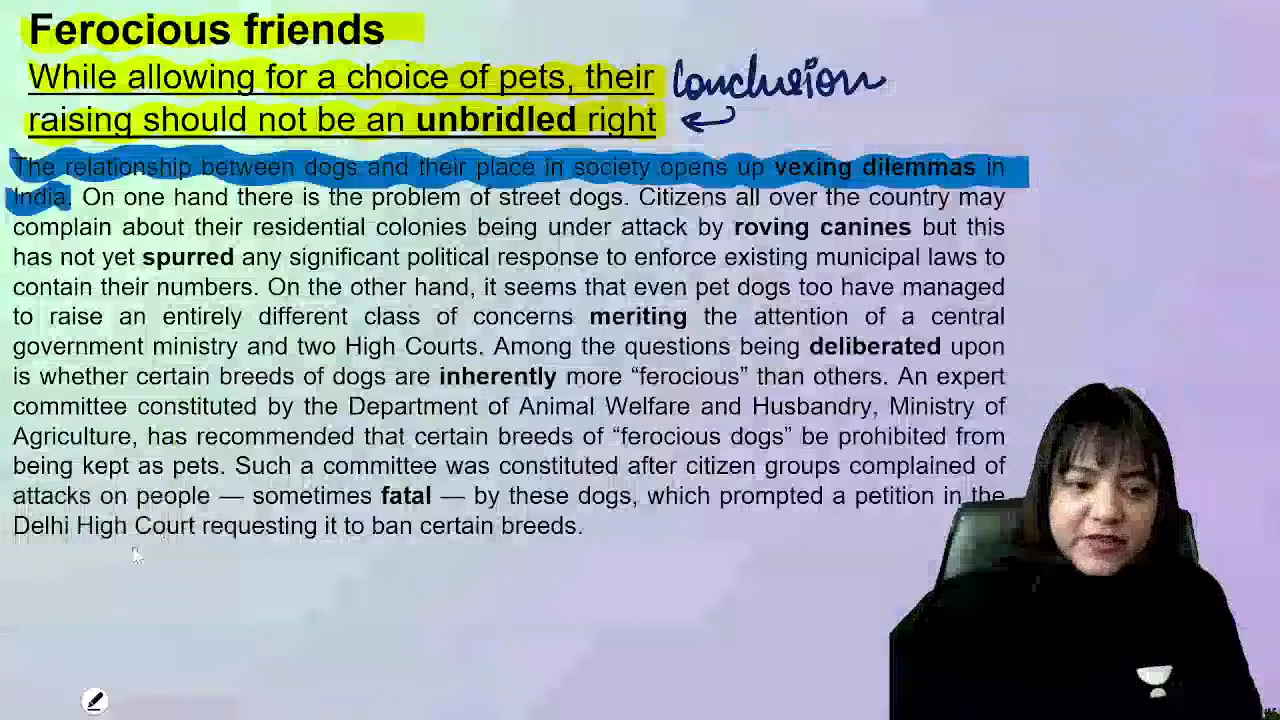 Ferocious friends
While allowing for a choice of pets, their
raising should not be an unbridled right
Conclusion
The relationship between dogs and their place in society opens up vexing dilemmas in
India. On one hand there is the problem of street dogs. Citizens all over the country may
complain about their residential colonies being under attack by roving canines but this
has not yet spurred any significant political response to enforce existing municipal laws to
contain their numbers. On the other hand, it seems that even pet dogs too have managed
to raise an entirely different class of concerns meriting the attention of a central
government ministry and two High Courts. Among the questions being deliberated upon
is whether certain breeds of dogs are inherently more “ferocious” than others. An expert
committee constituted by the Department of Animal Welfare and Husbandry, Ministry of
Agriculture, has recommended that certain breeds of “ferocious dogs” be prohibited from
being kept as pets. Such a committee was constituted after citizen groups complained of
attacks on people — sometimes fatal — by these dogs, which prompted a petition in the
Delhi High Court requesting it to ban certain breeds.